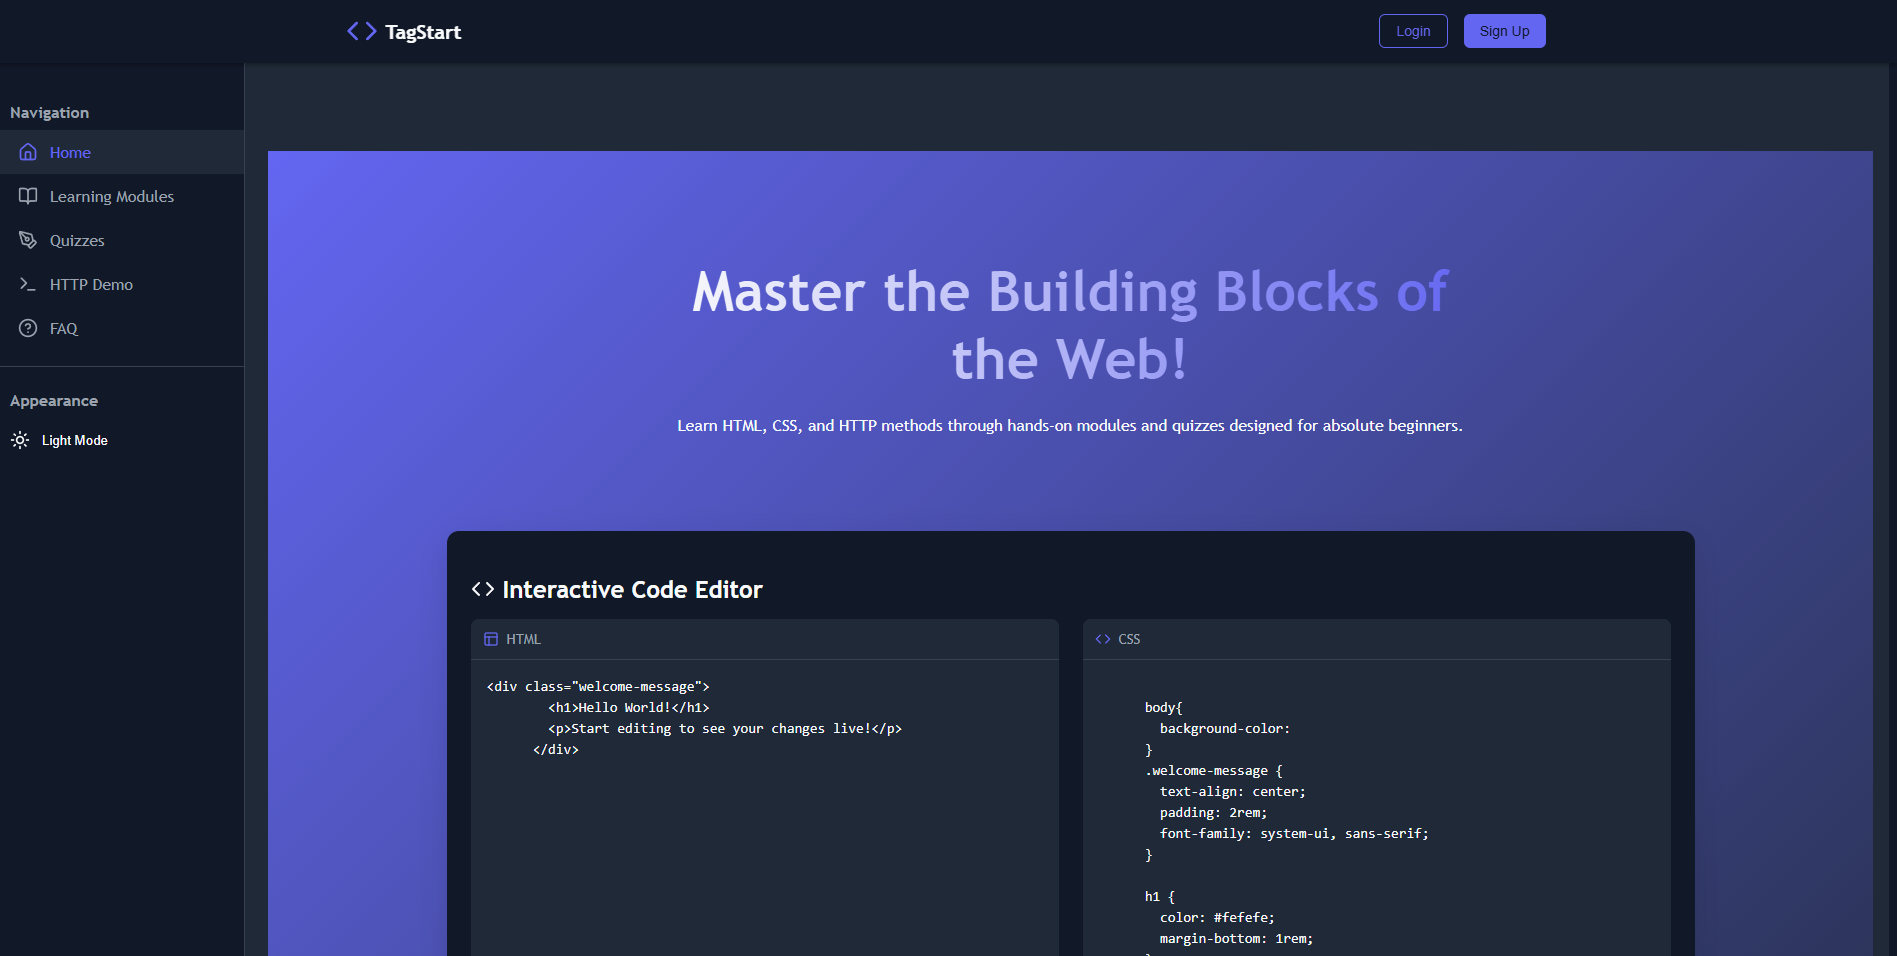 TagStart
Login
Sign Up
Navigation
Home
Learning Modules
Quizzes
HTTP Demo
FAQ
Appearance
Light Mode
Master the Building Blocks of
the Web!
Learn HTML, CSS, and HTTP methods through hands-on modules and quizzes designed for absolute beginners.
<> Interactive Code Editor
HTML
<div class="welcome-message">
        <h1>Hello World!</h1>
        <p>Start editing to see your changes live!</p>
      </div>
CSS
body{
  background-color:
}
.welcome-message {
  text-align: center;
  padding: 2rem;
  font-family: system-ui, sans-serif;
}
h1 {
  color: #fefefe;
  margin-bottom: 1rem;